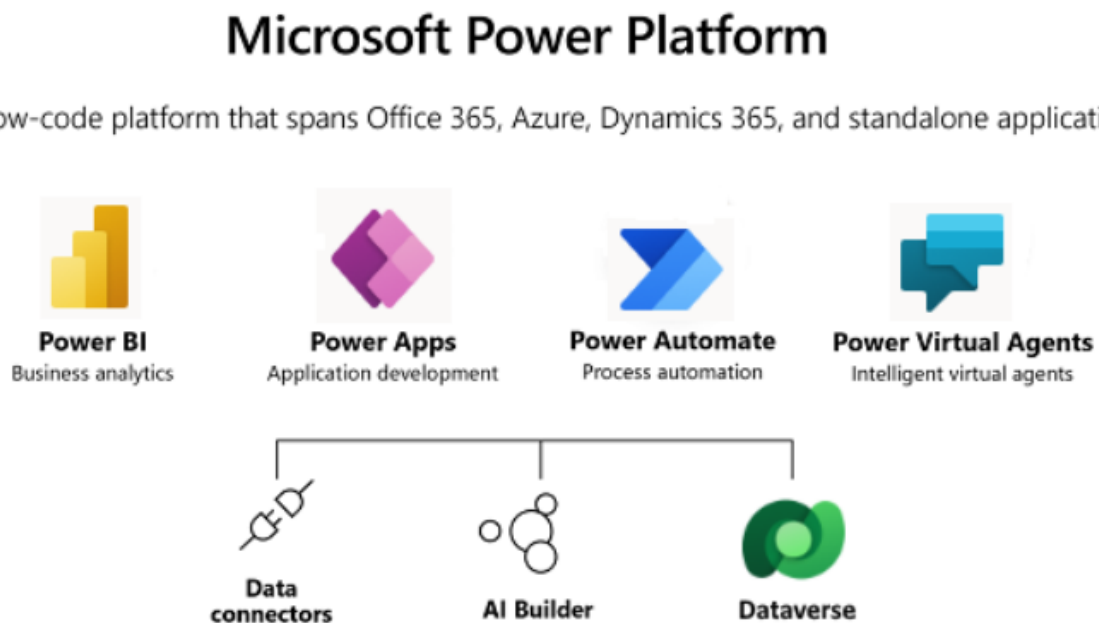 Microsoft Power Platform
ow-code platform that spans Office 365, Azure, Dynamics 365, and standalone applicati
Power BI
Business analytics
Power Apps
Application development
Power Automate
Process automation
Power Virtual Agents
Intelligent virtual agents
Data
connectors
AI Builder
Dataverse